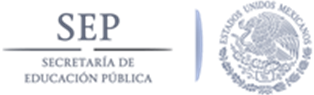 SEP
SECRETARÍA DE
EDUCACIÓN PÚBLICA
ESTADOS UNIDOS MEXICANOS